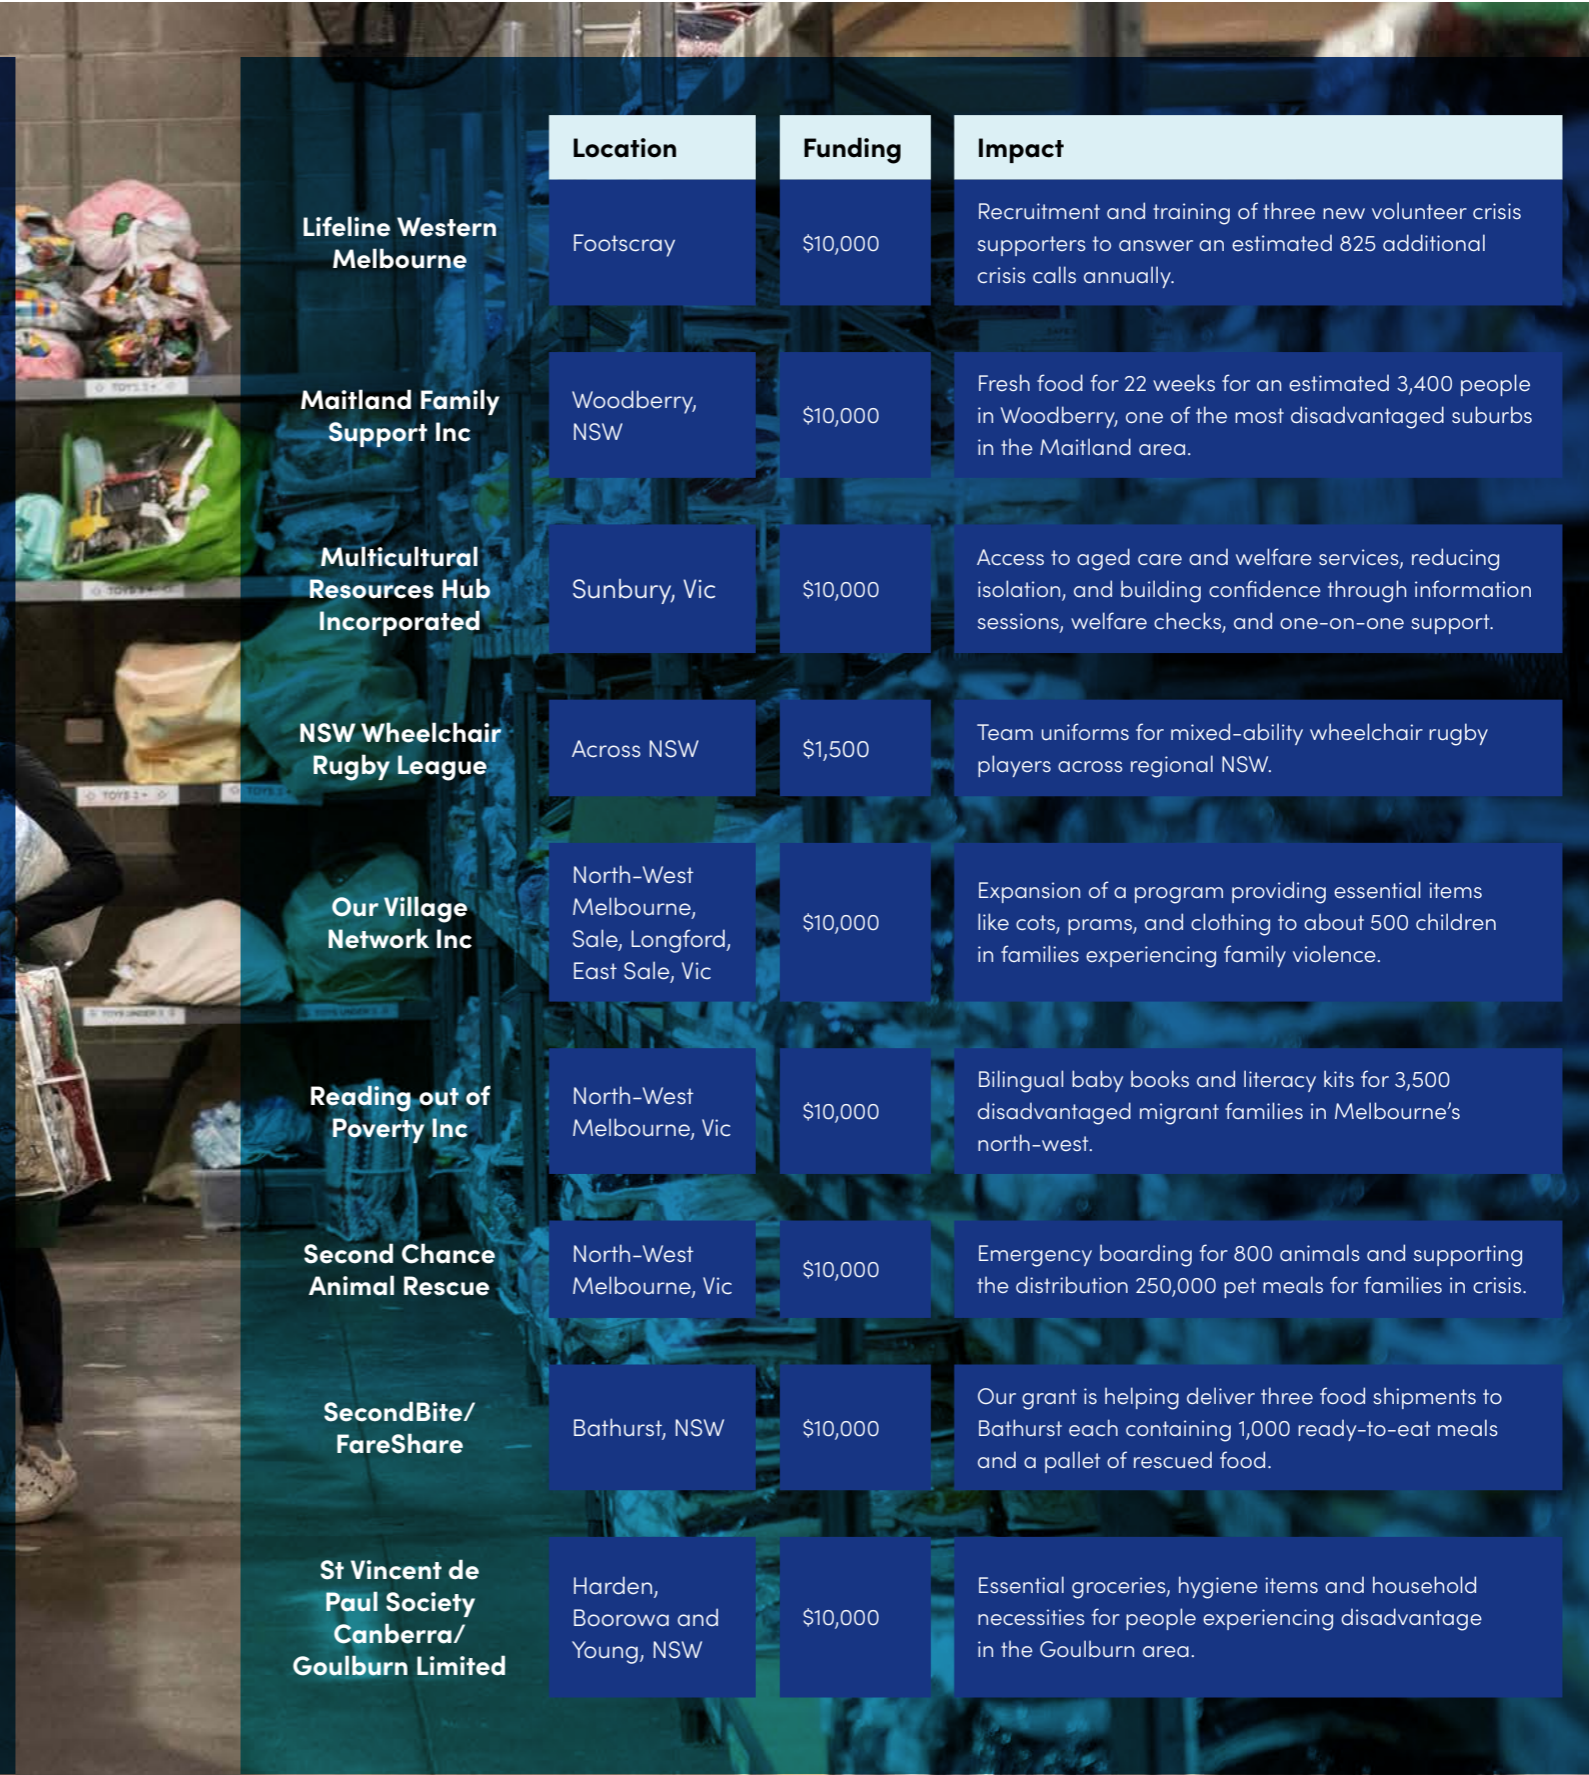 Location
Funding
Impact
Lifeline Western
Melbourne
Footscray
$10,000
Recruitment and training of three new volunteer crisis
supporters to answer an estimated 825 additional
crisis calls annually.
Maitland Family
Support Inc
Woodberry,
NSW
$10,000
Fresh food for 22 weeks for an estimated 3,400 people
in Woodberry, one of the most disadvantaged suburbs
in the Maitland area.
Multicultural
Resources Hub
Incorporated
Sunbury, Vic
$10,000
Access to aged care and welfare services, reducing
isolation, and building confidence through information
sessions, welfare checks, and one-on-one support.
NSW Wheelchair
Rugby League
Across NSW
$1,500
Team uniforms for mixed-ability wheelchair rugby
players across regional NSW.
Our Village
Network Inc
North-West
Melbourne,
Sale, Longford,
East Sale, Vic
$10,000
Expansion of a program providing essential items
like cots, prams, and clothing to about 500 children
in families experiencing family violence.
Reading out of
Poverty Inc
North-West
Melbourne, Vic
$10,000
Bilingual baby books and literacy kits for 3,500
disadvantaged migrant families in Melbourne’s
north-west.
Second Chance
Animal Rescue
North-West
Melbourne, Vic
$10,000
Emergency boarding for 800 animals and supporting
the distribution 250,000 pet meals for families in crisis.
SecondBite/
FareShare
Bathurst, NSW
$10,000
Our grant is helping deliver three food shipments to
Bathurst each containing 1,000 ready-to-eat meals
and a pallet of rescued food.
St Vincent de
Paul Society
Canberra/
Goulburn Limited
Harden,
Boorowa and
Young, NSW
$10,000
Essential groceries, hygiene items and household
necessities for people experiencing disadvantage
in the Goulburn area.
TOYS UNDER